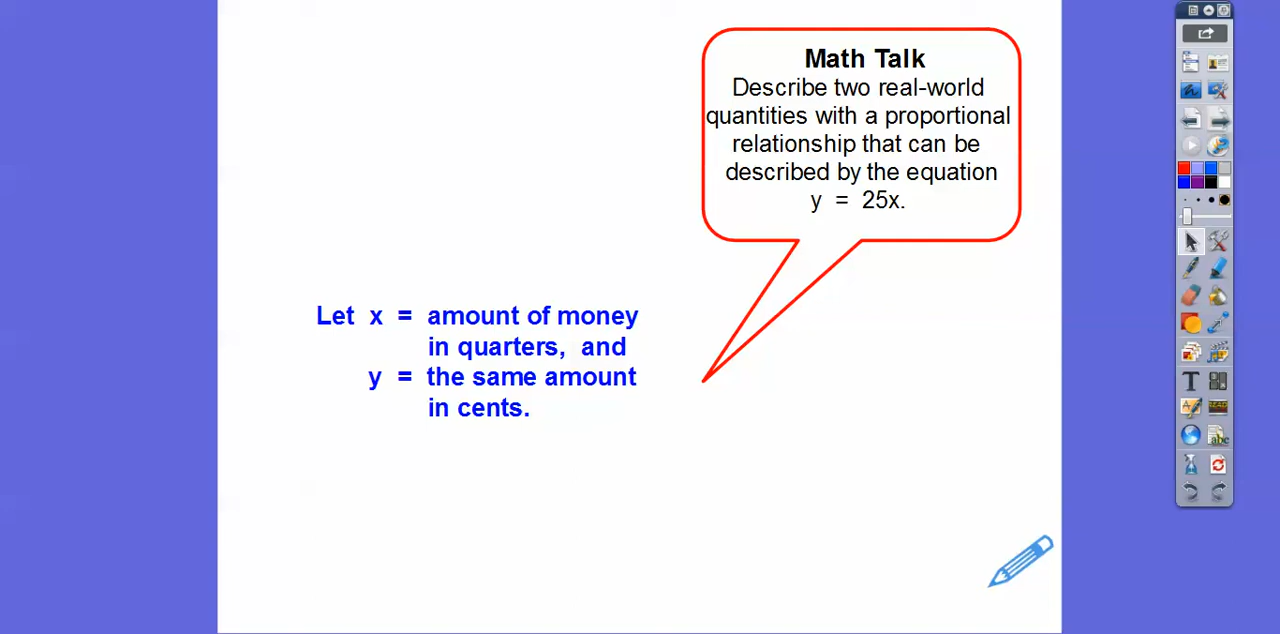 Math Talk
Describe two real-world
quantities with a proportional
relationship that can be
described by the equation
y = 25x.
Let x = amount of money
in quarters, and
y = the same amount
in cents.